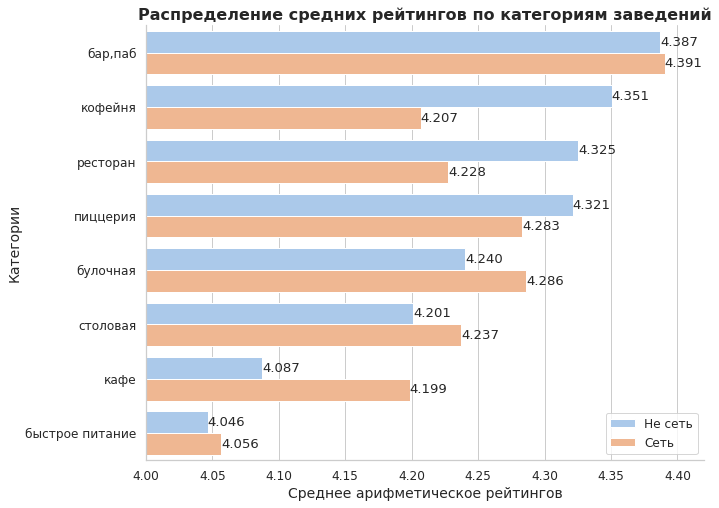 Распределение средних рейтингов по категориям заведений
бар,паб
4.387
4.391
кофейня
4.351
4.207
ресторан
4.325
4.228
пиццерия
4.321
4.283
булочная
4.240
4.286
столовая
4.201
4.237
кафе
4.087
4.199
быстрое питание
4.046
4.056
Категории
Не сеть
Сеть
4.00 4.05 4.10 4.15 4.20 4.25 4.30 4.35 4.40
Среднее арифметическое рейтингов